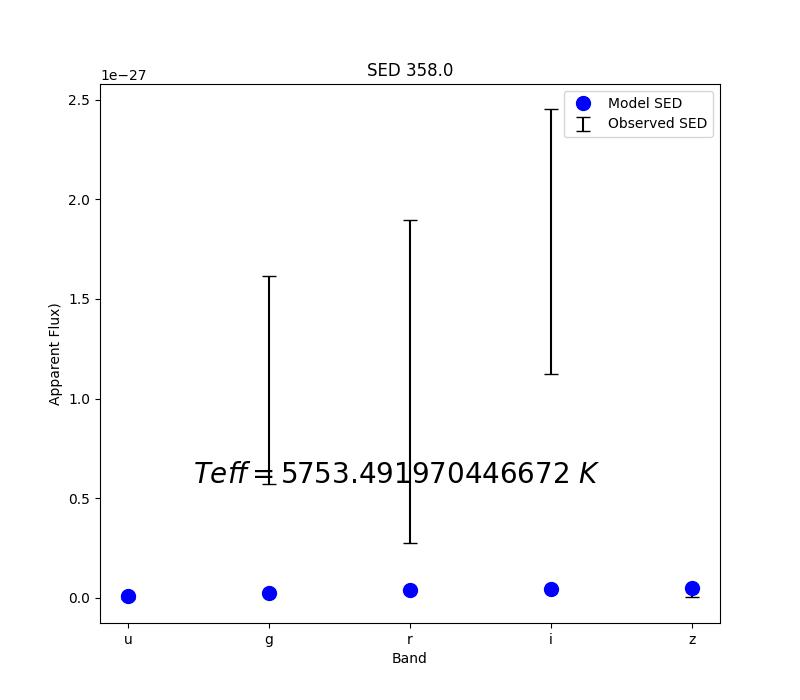 SED 358.0
1e−27
Model SED
Observed SED
2.5
2.0
1.5
1.0
0.5
0.0
Apparent Flux)
Teff = 5753.491970446672 K
u g r i z
Band